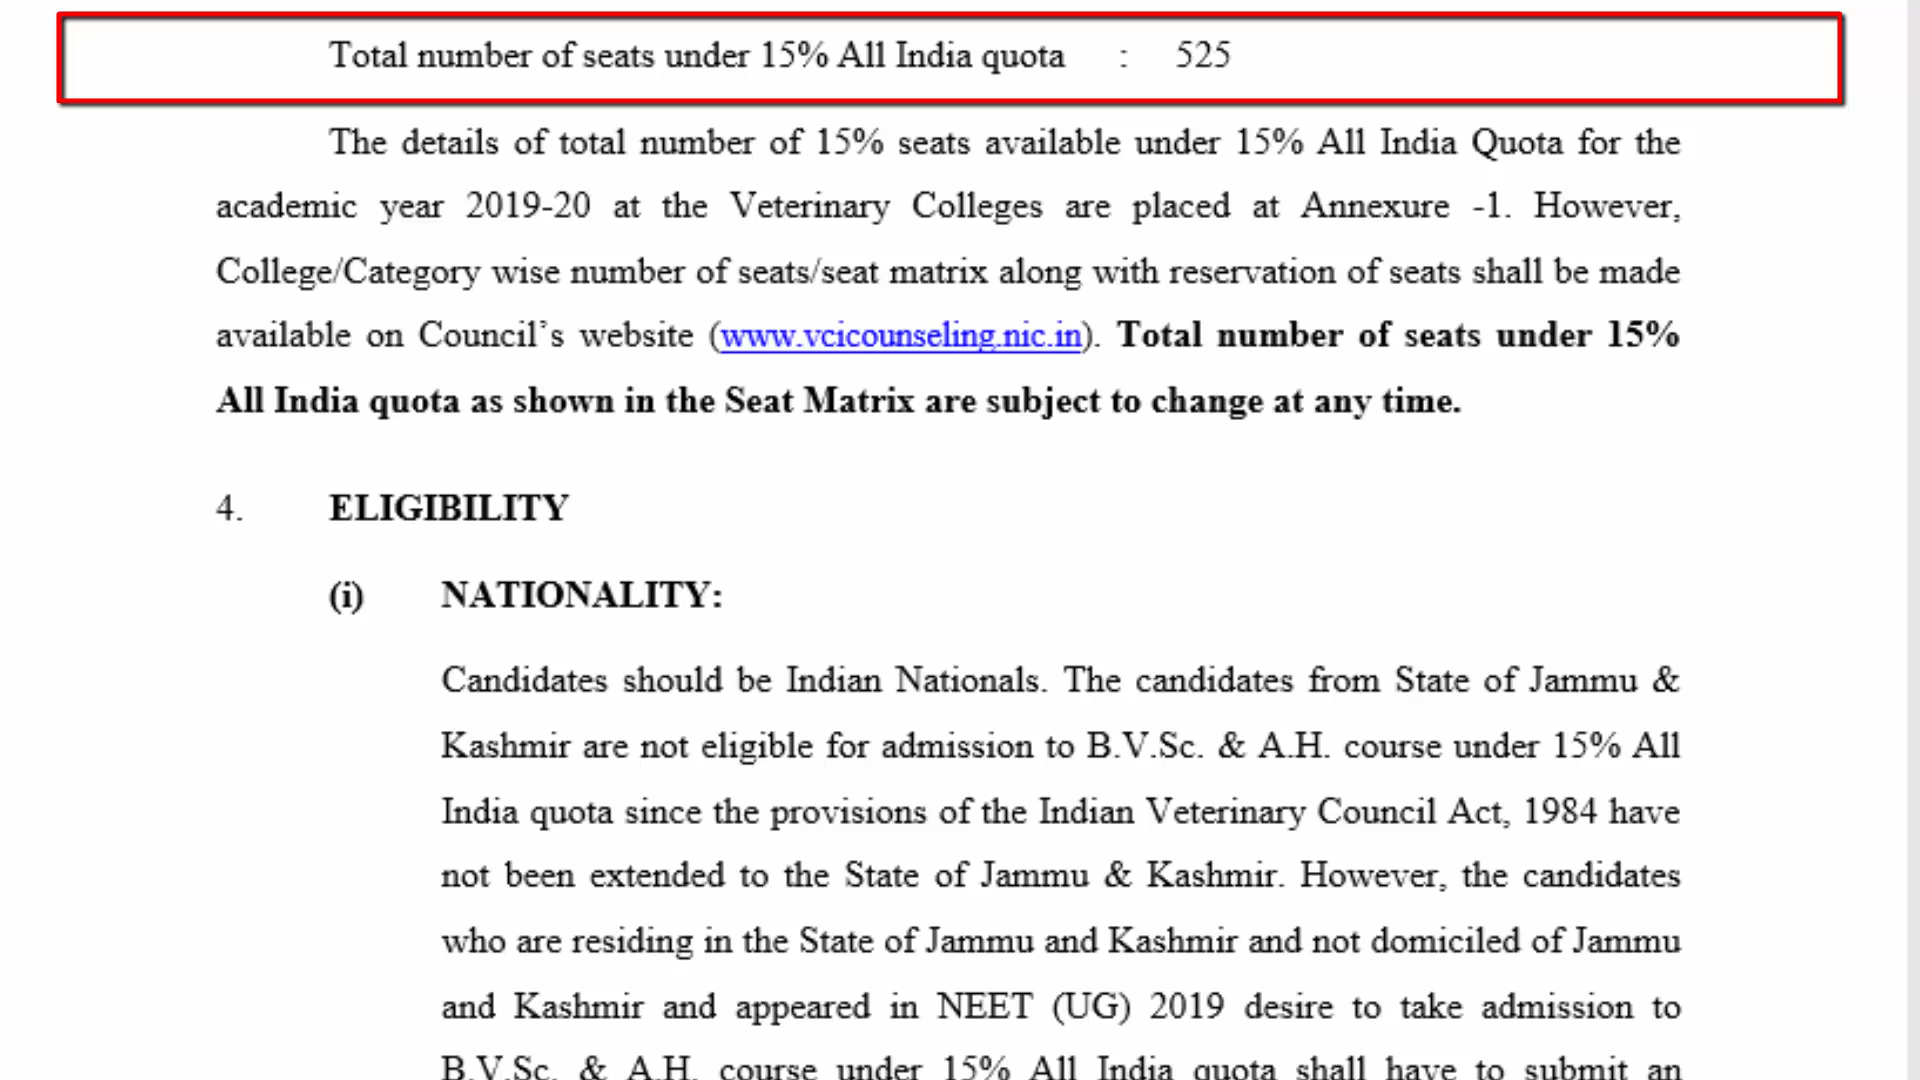 Total number of seats under 15% All India quota : 525
The details of total number of 15% seats available under 15% All India Quota for the
academic year 2019-20 at the Veterinary Colleges are placed at Annexure -1. However,
College/Category wise number of seats/seat matrix along with reservation of seats shall be made
available on Council’s website (www.vcicounseling.nic.in). Total number of seats under 15%
All India quota as shown in the Seat Matrix are subject to change at any time.
4. ELIGIBILITY
(i) NATIONALITY:
Candidates should be Indian Nationals. The candidates from State of Jammu &
Kashmir are not eligible for admission to B.V.Sc. & A.H. course under 15% All
India quota since the provisions of the Indian Veterinary Council Act, 1984 have
not been extended to the State of Jammu & Kashmir. However, the candidates
who are residing in the State of Jammu and Kashmir and not domiciled of Jammu
and Kashmir and appeared in NEET (UG) 2019 desire to take admission to
B.V.Sc. & A.H. course under 15% All India quota shall have to submit an